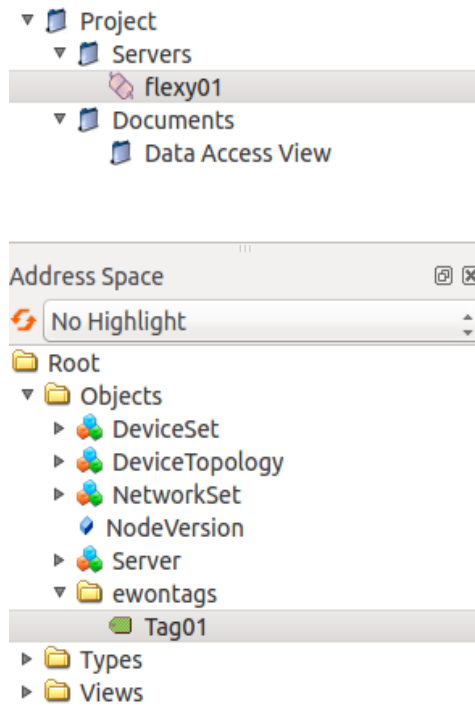 Project
Servers
flexy01
Documents
Data Access View
Address Space
No Highlight
Root
Objects
DeviceSet
DeviceTopology
NetworkSet
NodeVersion
Server
ewontags
Tag01
Types
Views